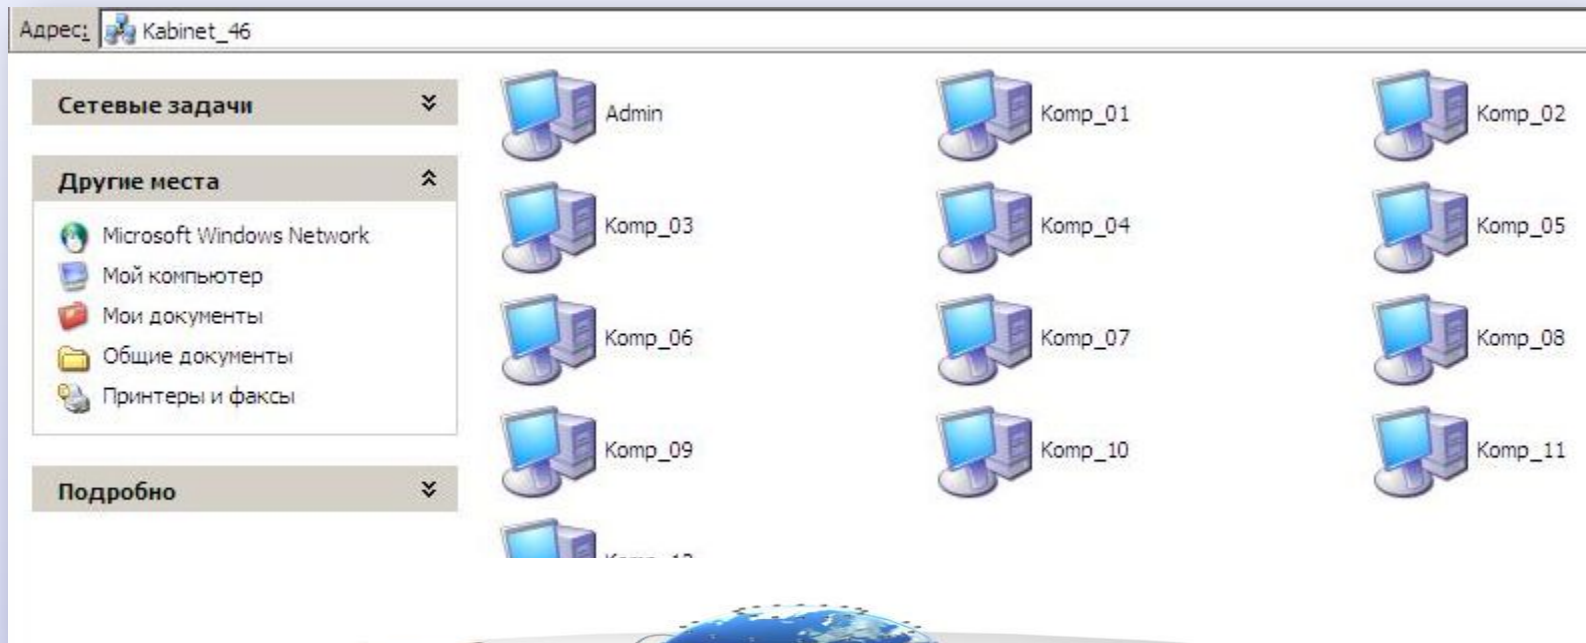 Адрес: Kabinet_46
Сетевые задачи
Другие места
Microsoft Windows Network
Мой компьютер
Мои документы
Общие документы
Принтеры и факсы
Подробно
Admin
Komp_01
Komp_02
Komp_03
Komp_04
Komp_05
Komp_06
Komp_07
Komp_08
Komp_09
Komp_10
Komp_11